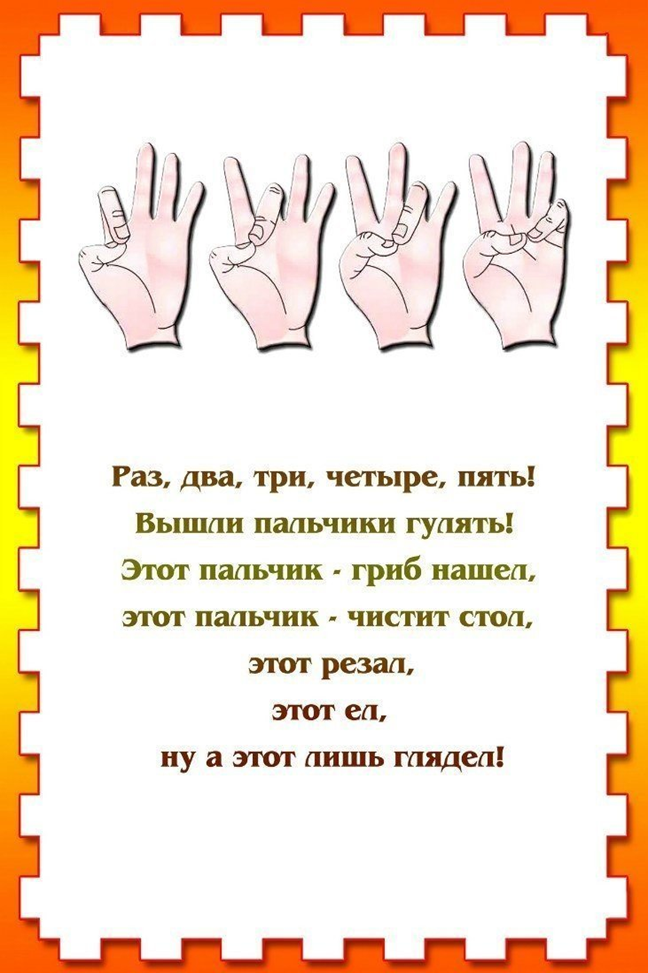 Раз, два, три, четыре, пять!
Вышли пальчики гулять!
Этот пальчик - гриб нашел,
этот пальчик - чистит стол,
этот резал,
этот ел,
ну а этот лишь глядел!